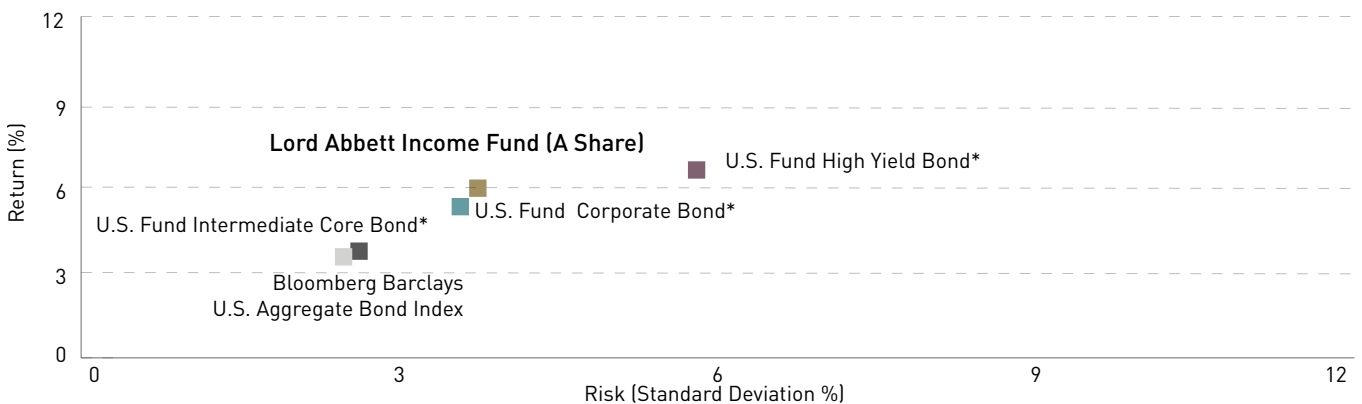 12
9
Lord Abbett Income Fund (A Share)
U.S. Fund High Yield Bond*
6
U.S. Fund Corporate Bond*
U.S. Fund Intermediate Core Bond*
3
Bloomberg Barclays
U.S. Aggregate Bond Index
0
Return (%)
0 3 6 9 12
Risk (Standard Deviation %)